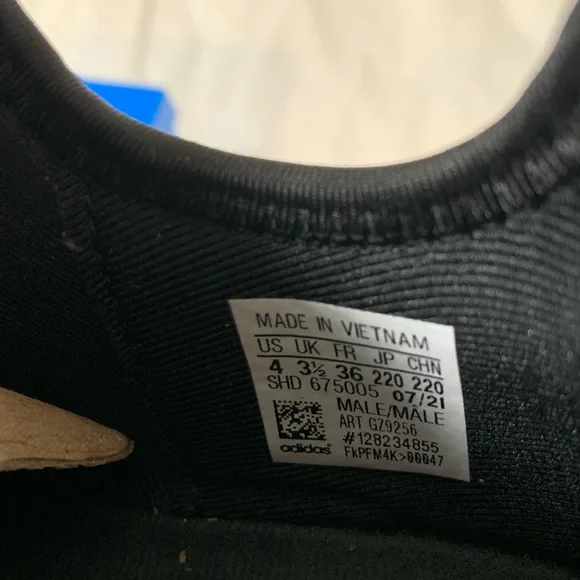 MADE IN VIETNAM
US UK FR JP CHN
4 3½ 36 220 220
SHD 675005 07/21
MALE/MÂLE
ART GZ9256
#128234855
adidas FkPFM4K>00047